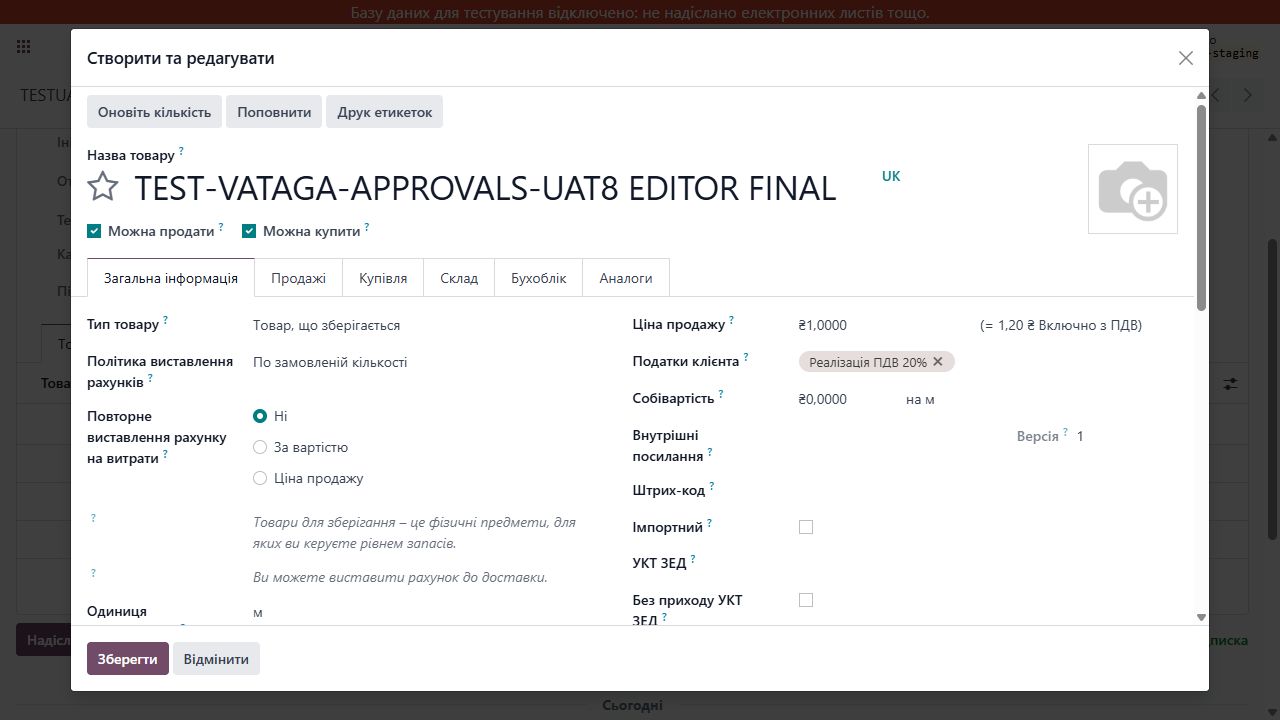 Базу даних для тестування відключено: не надіслано електронних листів тощо.
Створити та редагувати
-staging
TESTUA
Оновіть кількість
Поповнити
Друк етикеток
Назва товару ?
TEST-VATAGA-APPROVALS-UAT8 EDITOR FINAL
UK
Можна продати ?
Можна купити ?
Загальна інформація
Продажі
Купівля
Склад
Бухоблік
Аналоги
Тип товару ?
Товар, що зберігається
Політика виставлення
рахунків ?
По замовленій кількості
Повторне
виставлення рахунку
на витрати ?
Ні
За вартістю
Ціна продажу
?
Товари для зберігання – це фізичні предмети, для
яких ви керуєте рівнем запасів.
?
Ви можете виставити рахунок до доставки.
Одиниця
м
Ціна продажу ?
₴1,0000
(= 1,20 ₴ Включно з ПДВ)
Податки клієнта ?
Реалізація ПДВ 20%
Собівартість ?
₴0,0000
на м
Внутрішні
посилання ?
Версія ?
1
Штрих-код ?
Імпортний ?
УКТ ЗЕД ?
Без приходу УКТ
ЗЕД ?
Това
Надісл
писка
Зберегти
Відмінити
Сьогодні